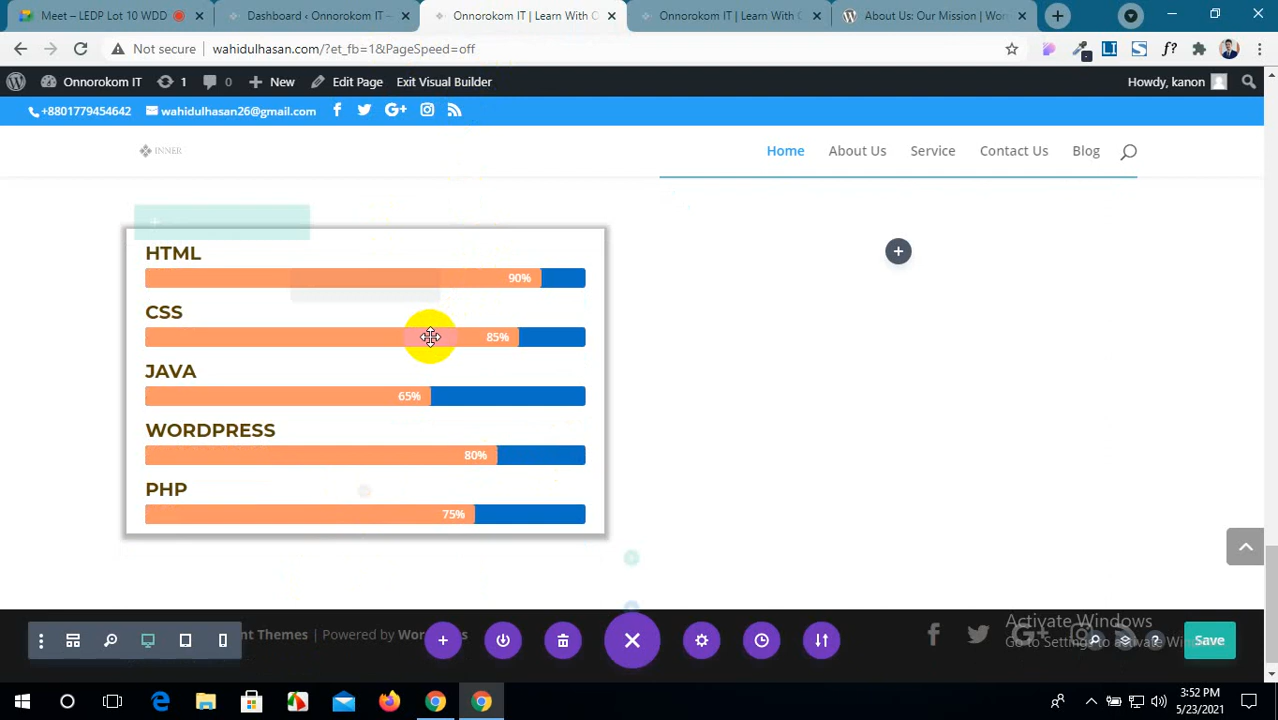 Meet – LEDP Lot 10 WDD
Dashboard ‹ Onnorokom IT —
Onnorokom IT | Learn With O
Onnorokom IT | Learn With O
About Us: Our Mission | Wor
Not secure
wahidulhasan.com/?et_fb=1&PageSpeed=off
f?
Onnorokom IT
1
0
New
Edit Page
Exit Visual Builder
Howdy, kanon
+8801779454642
wahidulhasan26@gmail.com
INNER
Home
About Us
Service
Contact Us
Blog
HTML
90%
CSS
85%
JAVA
65%
WORDPRESS
80%
PHP
75%
nt Themes | Powered by Wor s
Activate Windows
Go to Settings to activate Windows.
Save
3:52 PM
5/23/2021